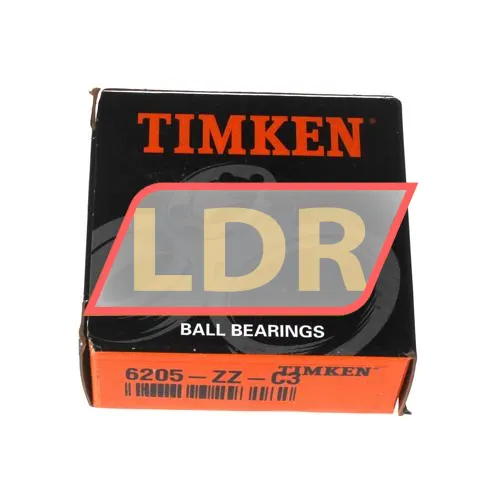 TIMKEN
LDR
BALL BEARINGS
6205-ZZ-C3
TIMKEN